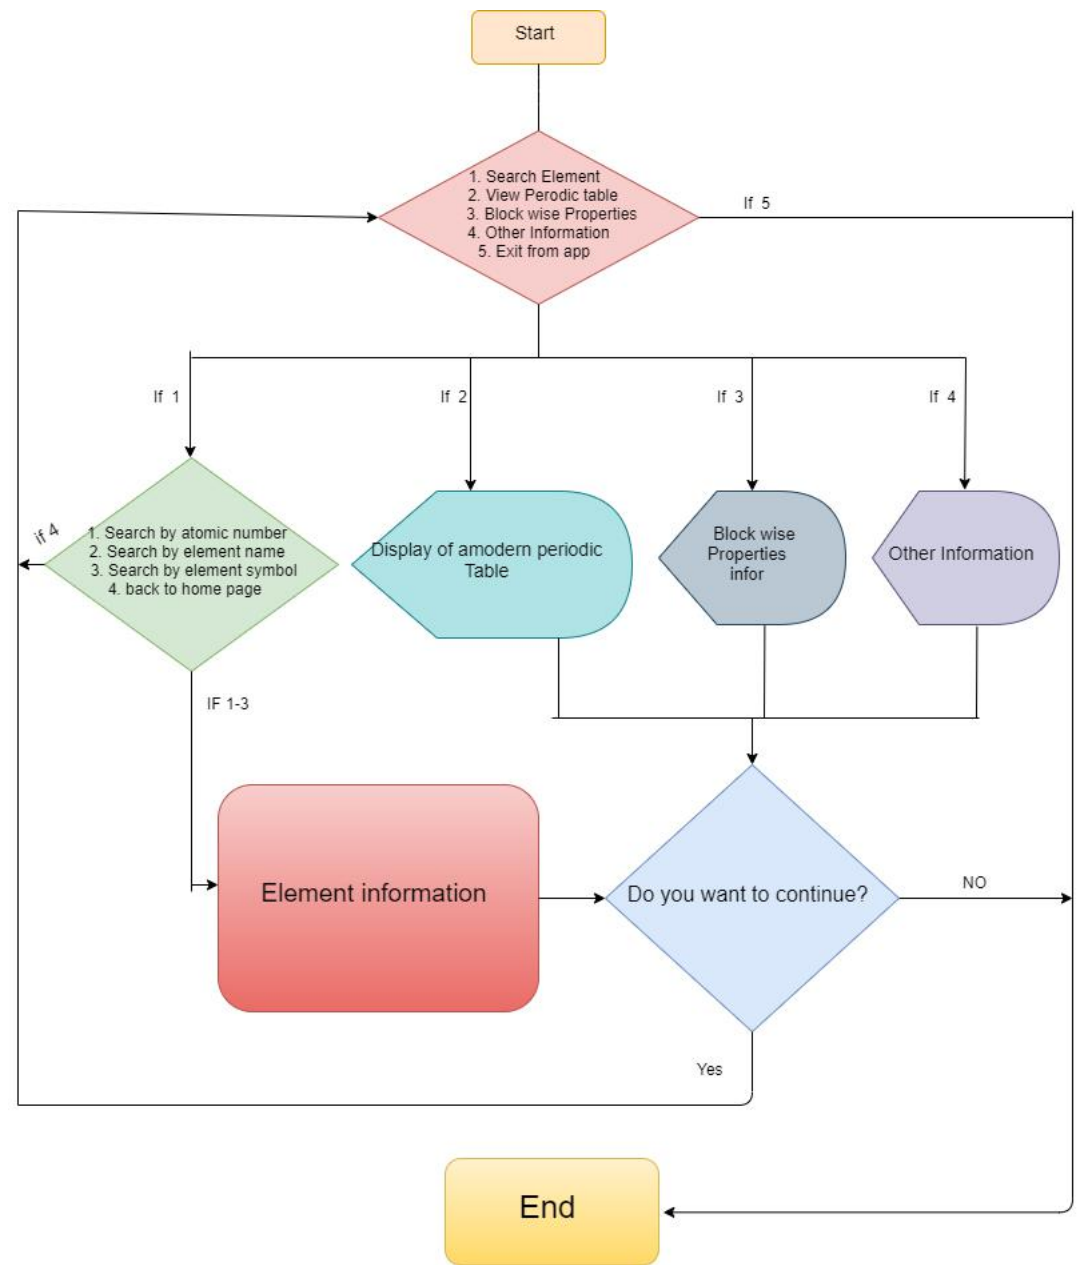 Start
1. Search Element
2. View Perodic table
3. Block wise Properties
4. Other Information
5. Exit from app
If 5
If 1
If 2
If 3
If 4
if 4
1. Search by atomic number
2. Search by element name
3. Search by element symbol
4. back to home page
Display of amodern periodic
Table
Block wise
Properties
infor
Other Information
IF 1-3
Element information
Do you want to continue?
NO
Yes
End